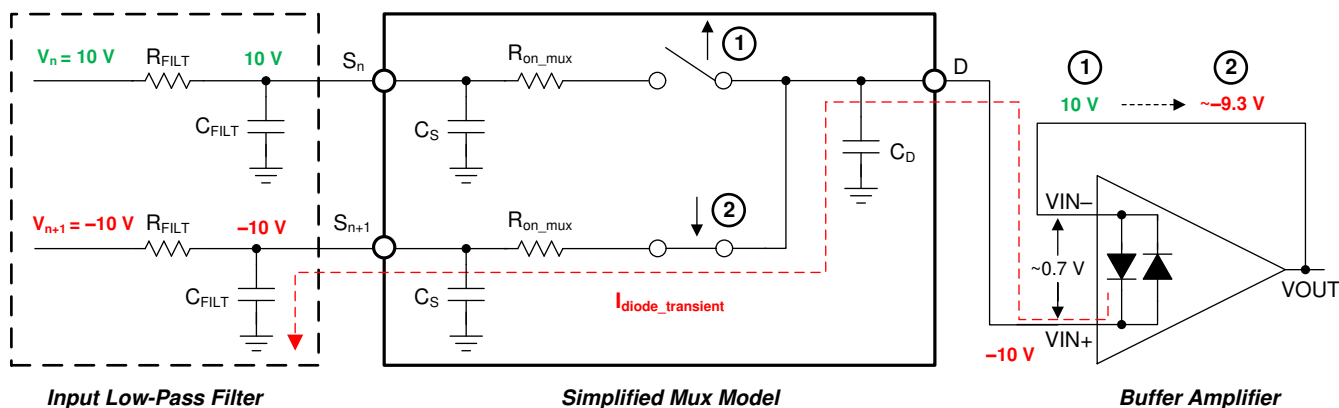 Vn = 10 V
RFILT
10 V
CFILT
Sn
Ron_mux
1
CS
D
CD
1
2
10 V
~–9.3 V
Vn+1 = –10 V
RFILT
–10 V
CFILT
Sn+1
Ron_mux
2
CS
Idiode_transient
VIN–
~0.7 V
VIN+
–10 V
VOUT
Input Low-Pass Filter
Simplified Mux Model
Buffer Amplifier